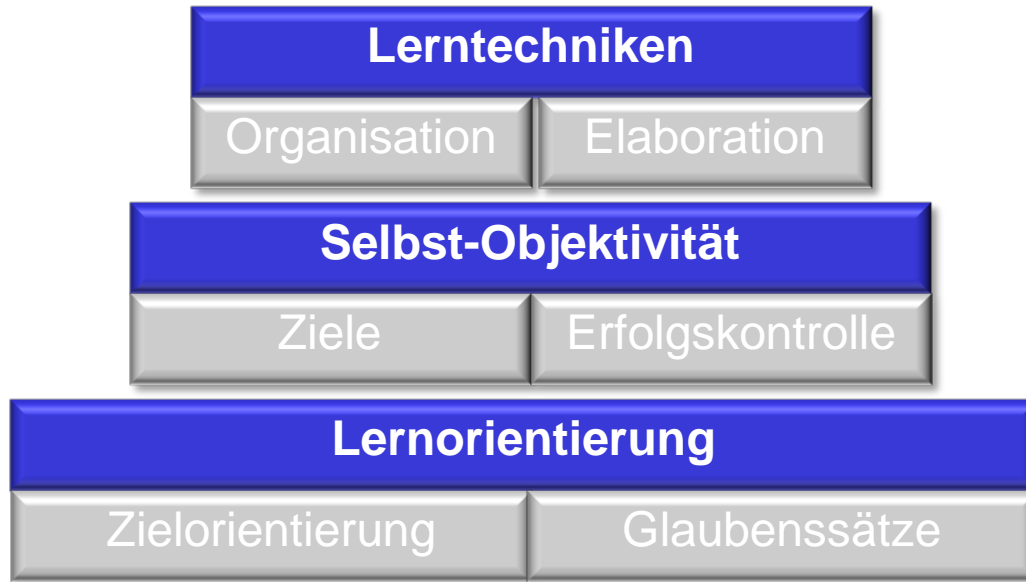 Lerntechniken
Organisation Elaboration
Selbst-Objektivität
Ziele Erfolgskontrolle
Lernorientierung
Zielorientierung Glaubenssätze